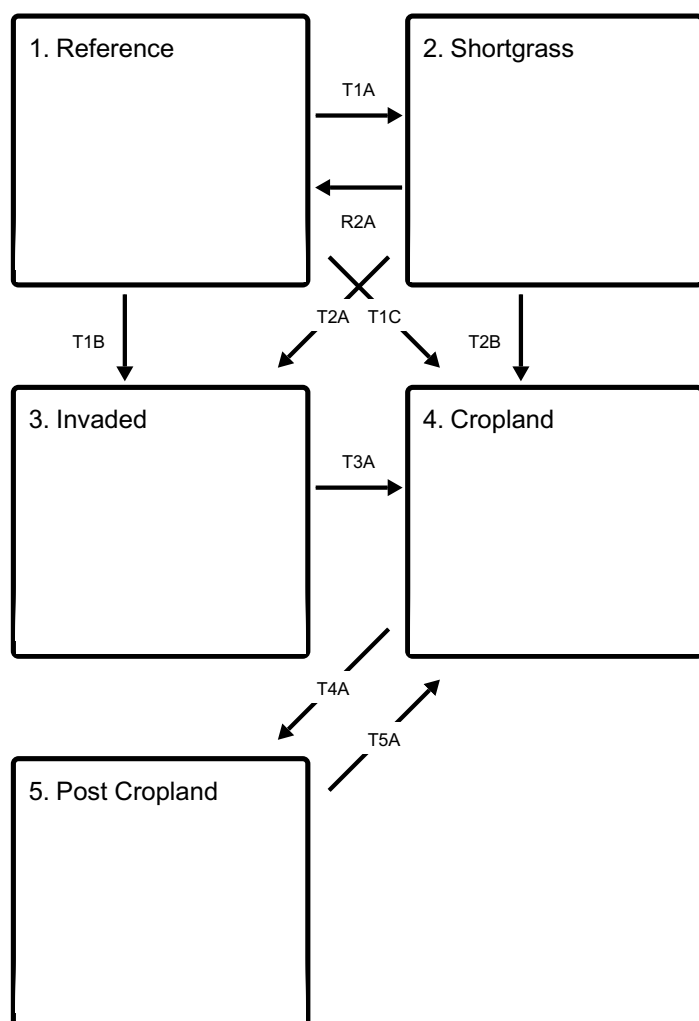 1. Reference
2. Shortgrass
T1A
R2A
T2A
T1C
T1B
T2B
3. Invaded
4. Cropland
T3A
T4A
T5A
5. Post Cropland